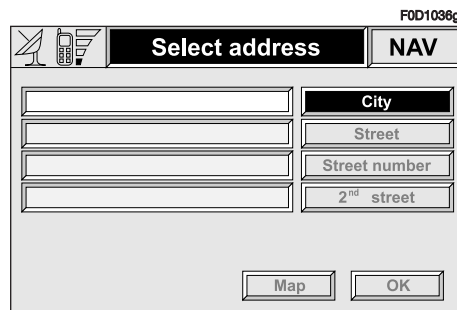 F0D1036g
Select address NAV
City
Street
Street number
2nd street
Map OK